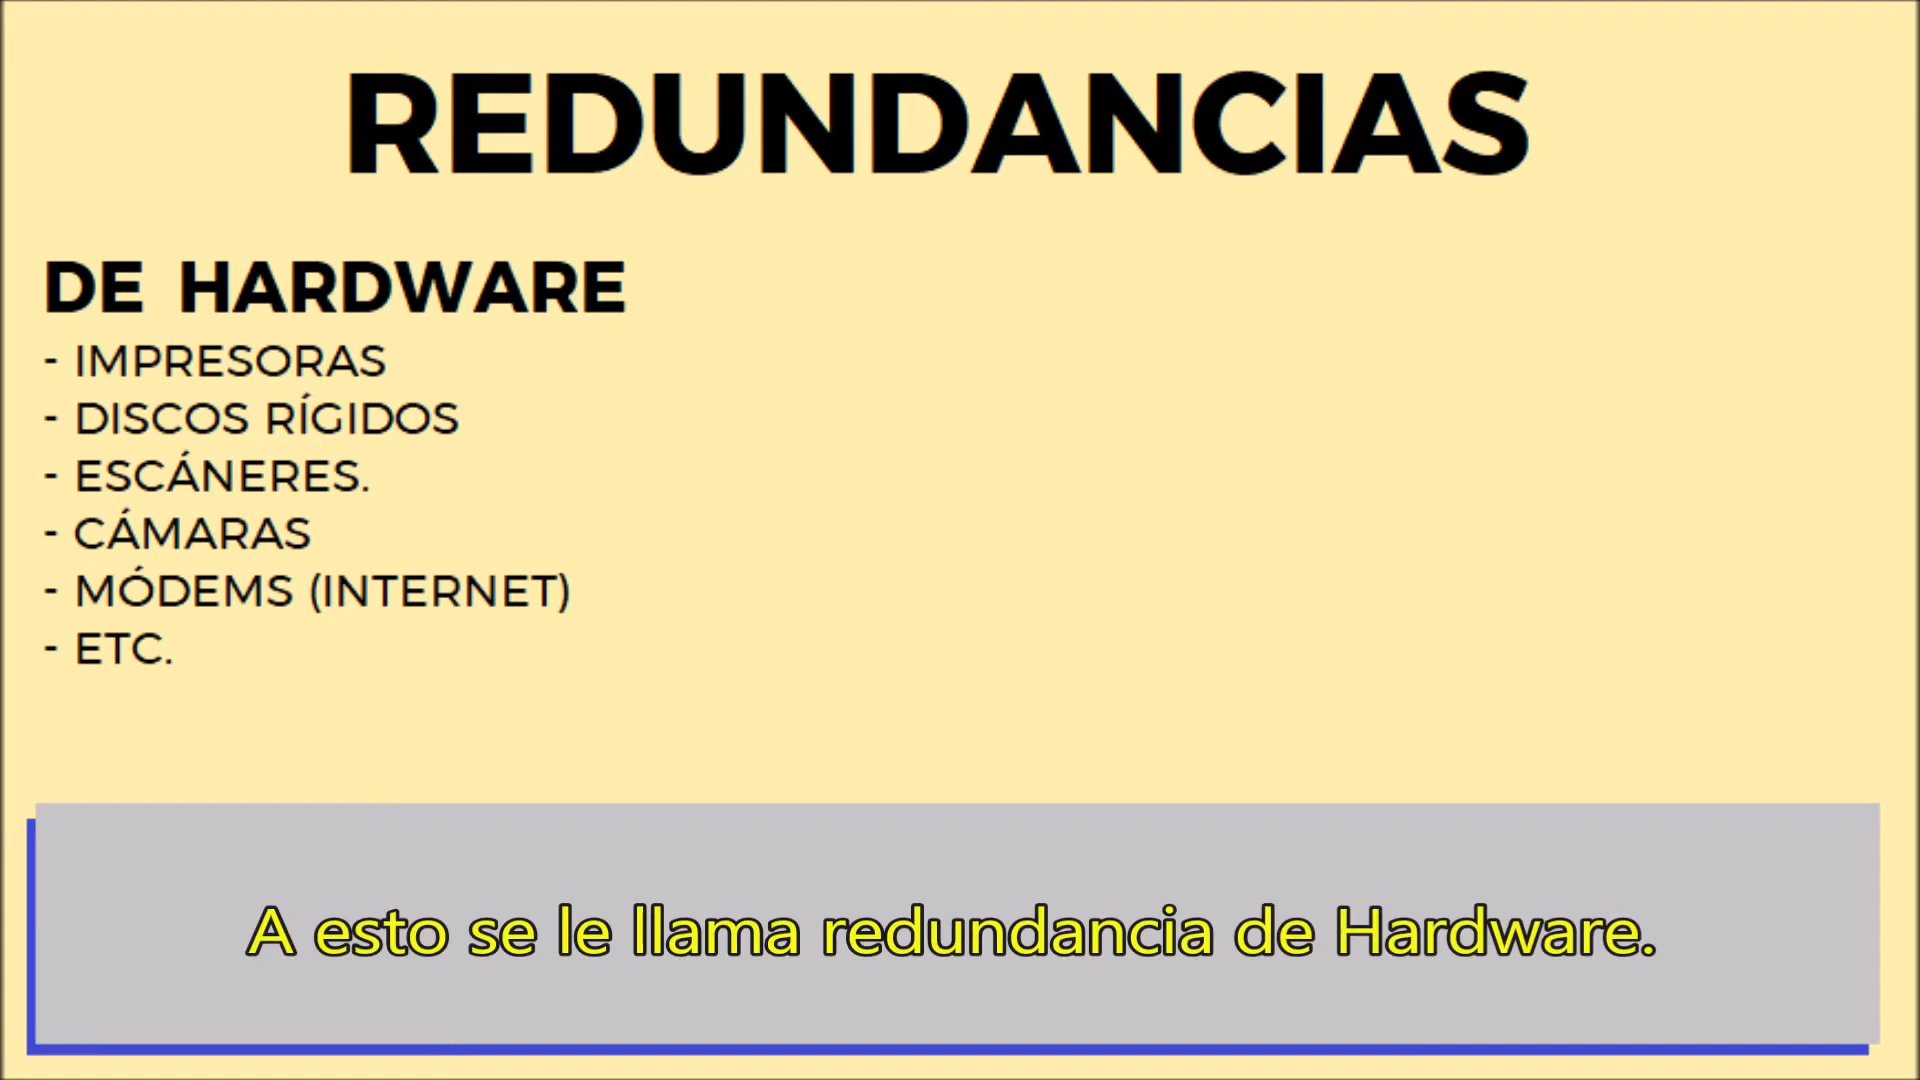 REDUNDANCIAS
DE HARDWARE
- IMPRESORAS
- DISCOS RÍGIDOS
- ESCÁNERES.
- CÁMARAS
- MÓDEMS (INTERNET)
- ETC.
A esto se le llama redundancia de Hardware.